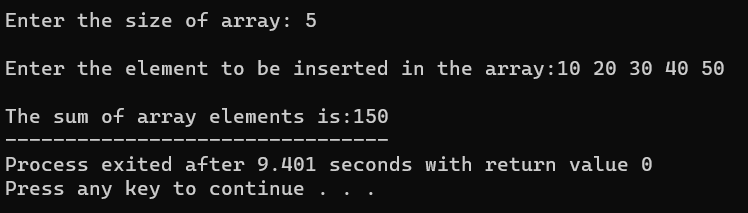 Enter the size of array: 5
Enter the element to be inserted in the array:10 20 30 40 50
The sum of array elements is:150
--------------------------------
Process exited after 9.401 seconds with return value 0
Press any key to continue . . .